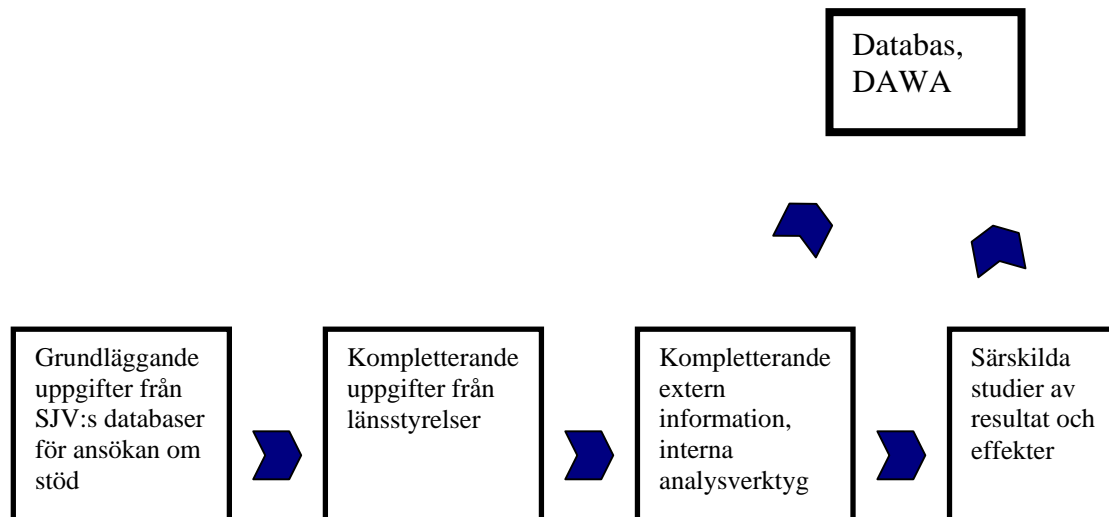 Databas,
DAWA
Grundläggande
uppgifter från
SJV:s databaser
för ansökan om
stöd
Kompletterande
uppgifter från
länsstyrelser
Kompletterande
extern
information,
interna
analysverktyg
Särskilda
studier av
resultat och
effekter